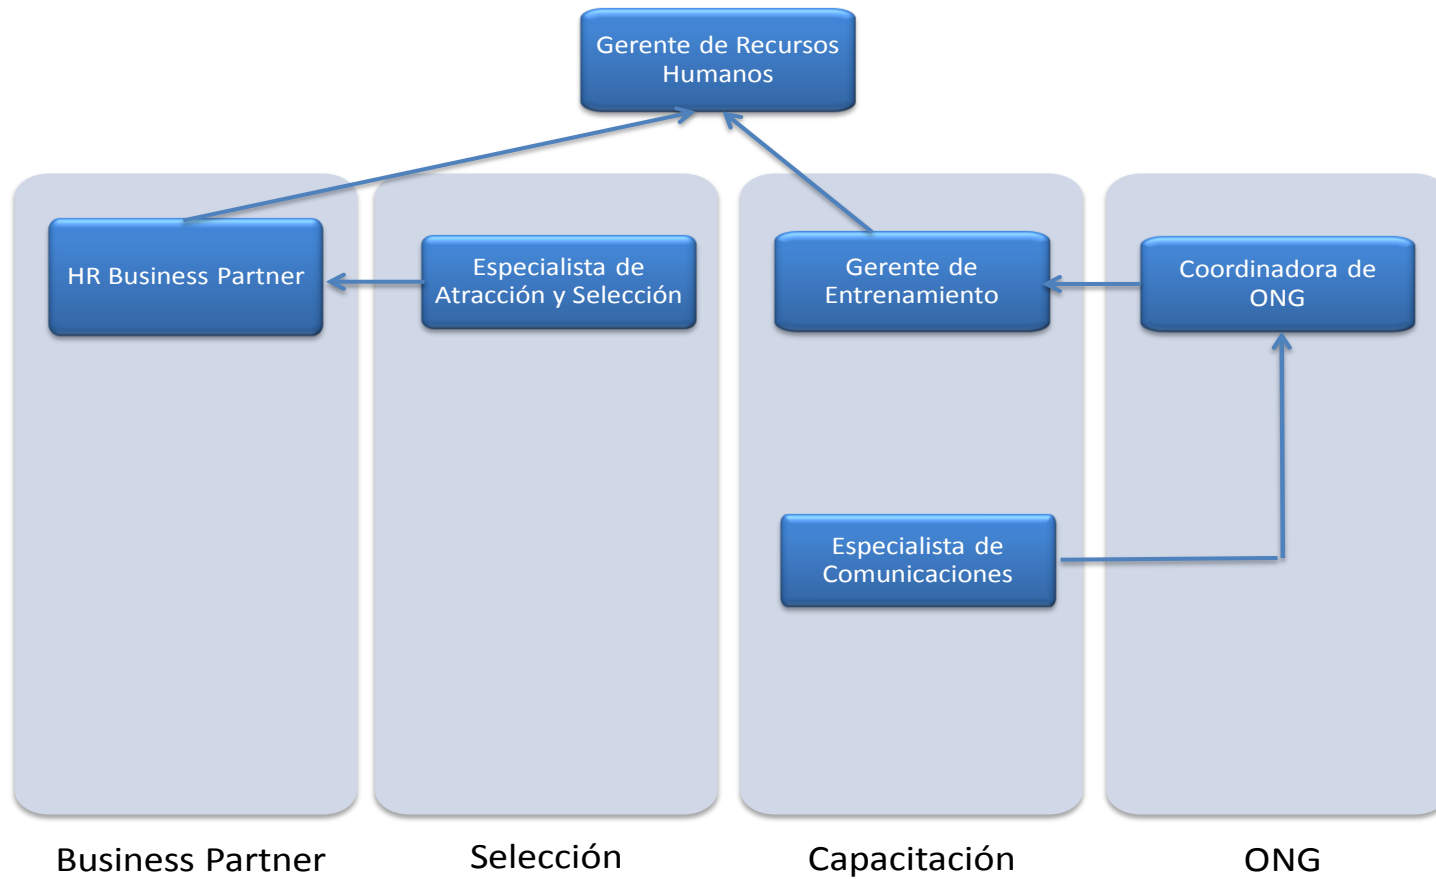 Gerente de Recursos
Humanos
HR Business Partner
Especialista de
Atracción y Selección
Gerente de
Entrenamiento
Coordinadora de
ONG
Especialista de
Comunicaciones
Business Partner
Selección
Capacitación
ONG